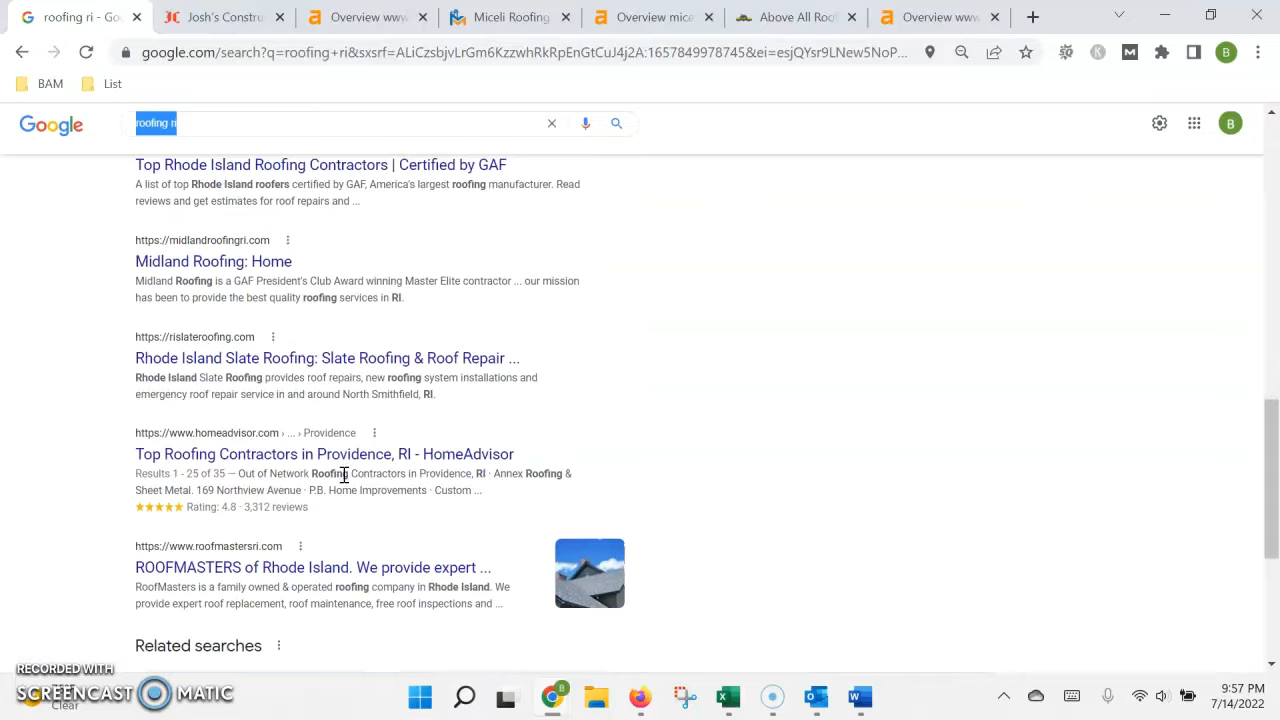 roofing ri - G
Josh's Constru
Overview ww
Miceli Roofing
Overview mice
Above All Roof
Overview www
google.com/search?q=roofing+ri&sxsrf=ALiCzsbjvLrGm6KzzwhRkRpEnGtCuJ4j2A:1657849978745&ei=esjQYsr9LNew5NoP...
B
BAM
List
Google
roofing ri
B
Top Rhode Island Roofing Contractors | Certified by GAF
A list of top Rhode Island roofers certified by GAF, America's largest roofing manufacturer. Read
reviews and get estimates for roof repairs and ...
https://midlandroofingri.com
Midland Roofing: Home
Midland Roofing is a GAF President's Club Award winning Master Elite contractor ... our mission
has been to provide the best quality roofing services in RI.
https://rislateroofing.com
Rhode Island Slate Roofing: Slate Roofing & Roof Repair ...
Rhode Island Slate Roofing provides roof repairs, new roofing system installations and
emergency roof repair service in and around North Smithfield, RI.
https://www.homeadvisor.com › ... › Providence
Top Roofing Contractors in Providence, RI - HomeAdvisor
Results 1 - 25 of 35 — Out of Network Roofing Contractors in Providence, RI · Annex Roofing &
Sheet Metal. 169 Northview Avenue · P.B. Home Improvements · Custom ...
Rating: 4.8 · 3,312 reviews
https://www.roofmastersri.com
ROOFMASTERS of Rhode Island. We provide expert ...
RoofMasters is a family owned & operated roofing company in Rhode Island. We
provide expert roof replacement, roof maintenance, free roof inspections and ...
Related searches
RECORDED WITH
SCREENCAST MATIC
Clear
9:57 PM
7/14/2022